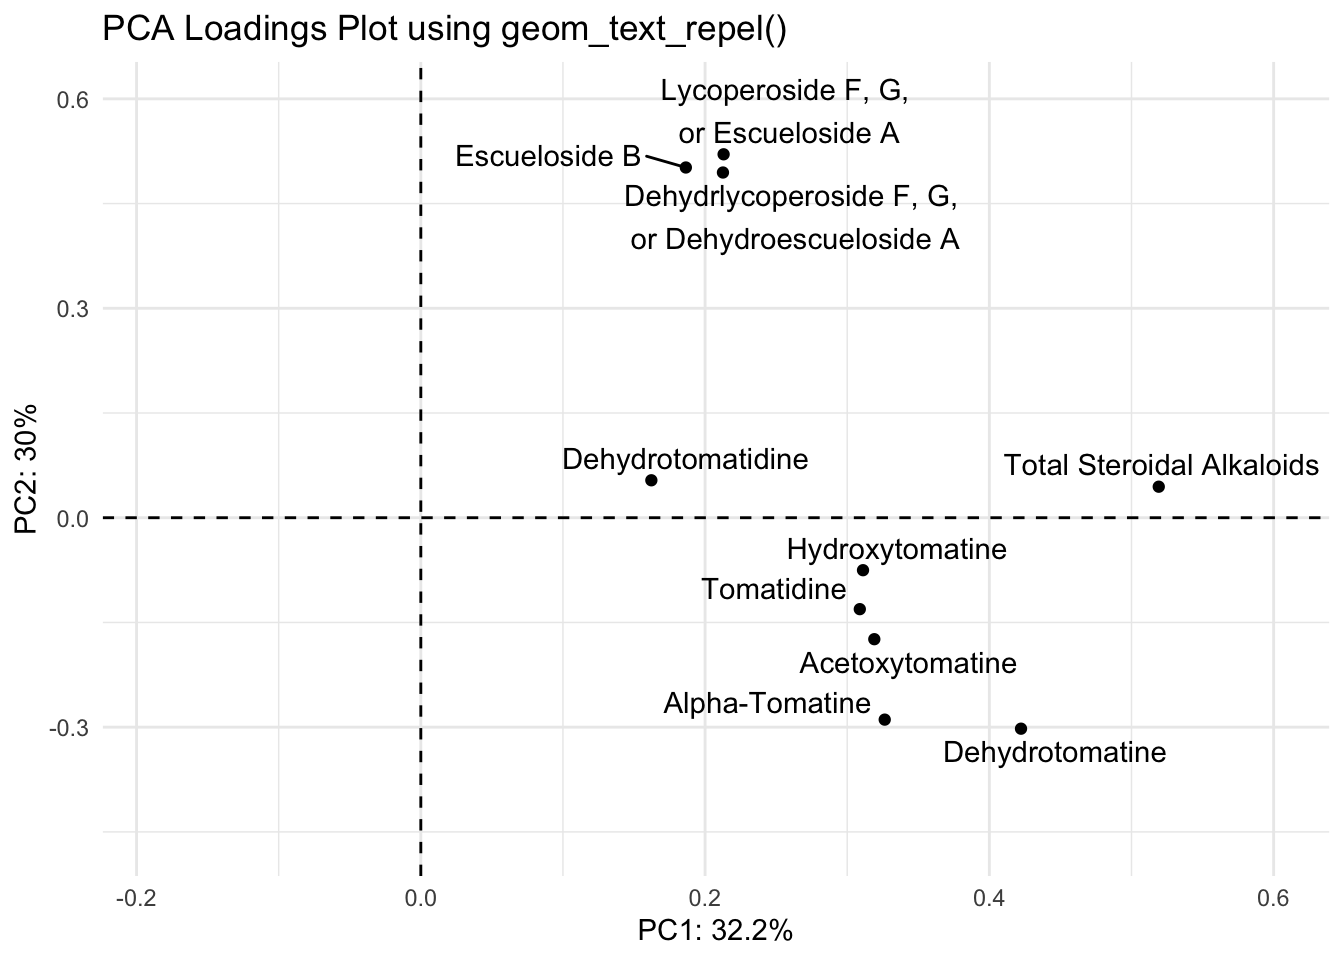 PCA Loadings Plot using geom_text_repel()
Lycoperoside F, G,
or Escueloside A
Escueloside B
Dehydrlycoperoside F, G,
or Dehydroescueloside A
Dehydrotomatidine
Total Steroidal Alkaloids
Hydroxytomatine
Tomatidine
Acetoxytomatine
Alpha-Tomatine
Dehydrotomatine
0.6
0.3
0.0
-0.3
PC2: 30%
-0.2
0.0
0.2
0.4
0.6
PC1: 32.2%